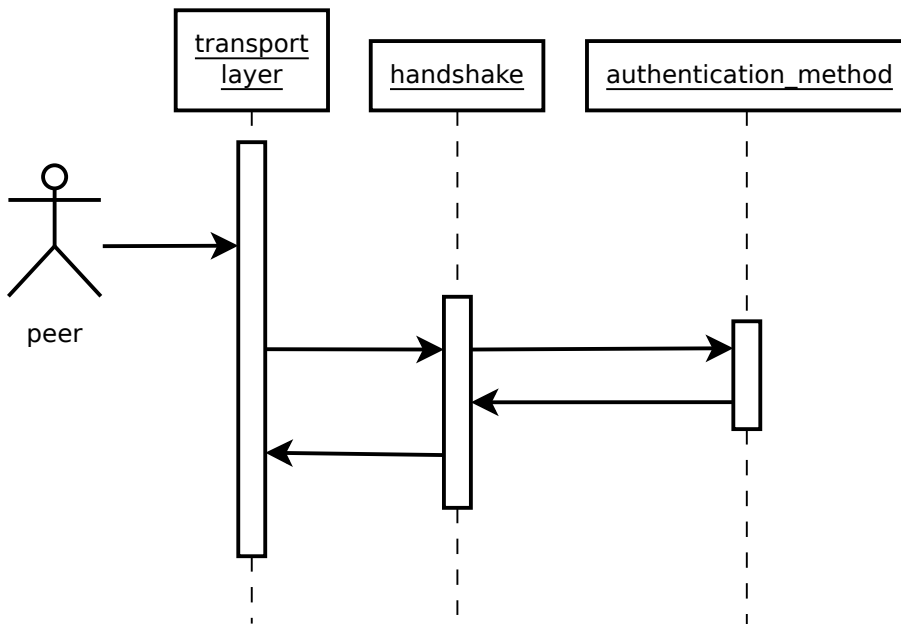 transport
layer
handshake
authentication_method
peer